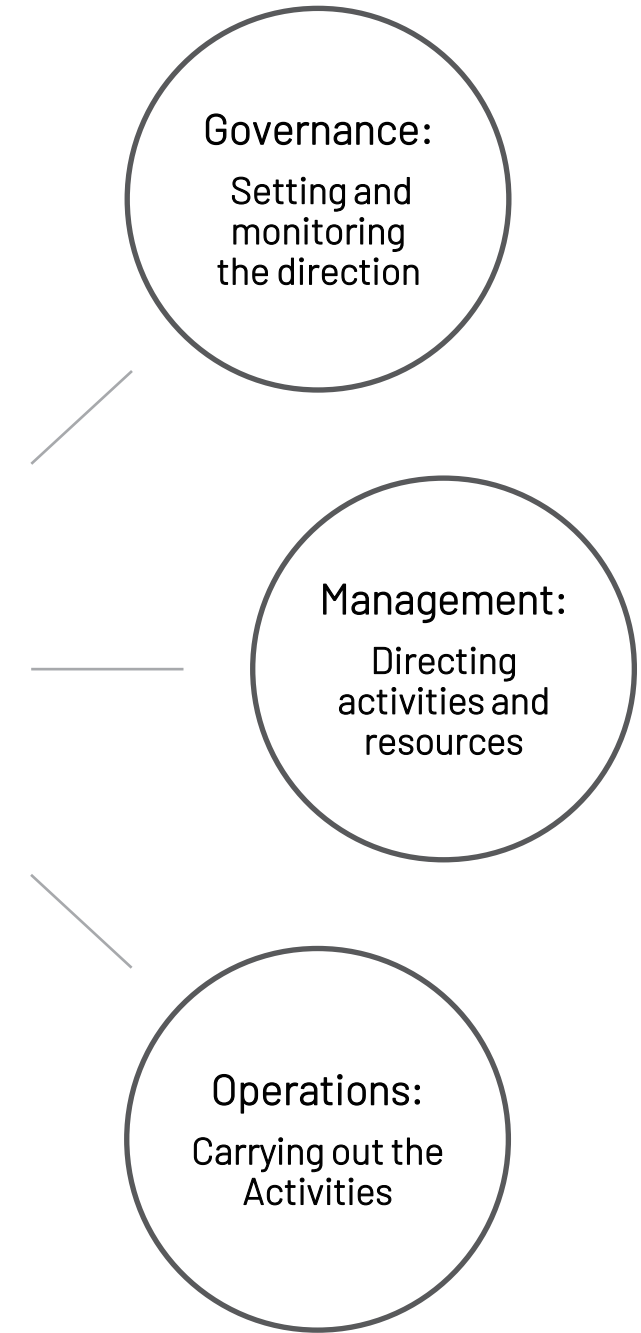 Governance:
Setting and
monitoring
the direction
Management:
Directing
activities and
resources
Operations:
Carrying out the
Activities